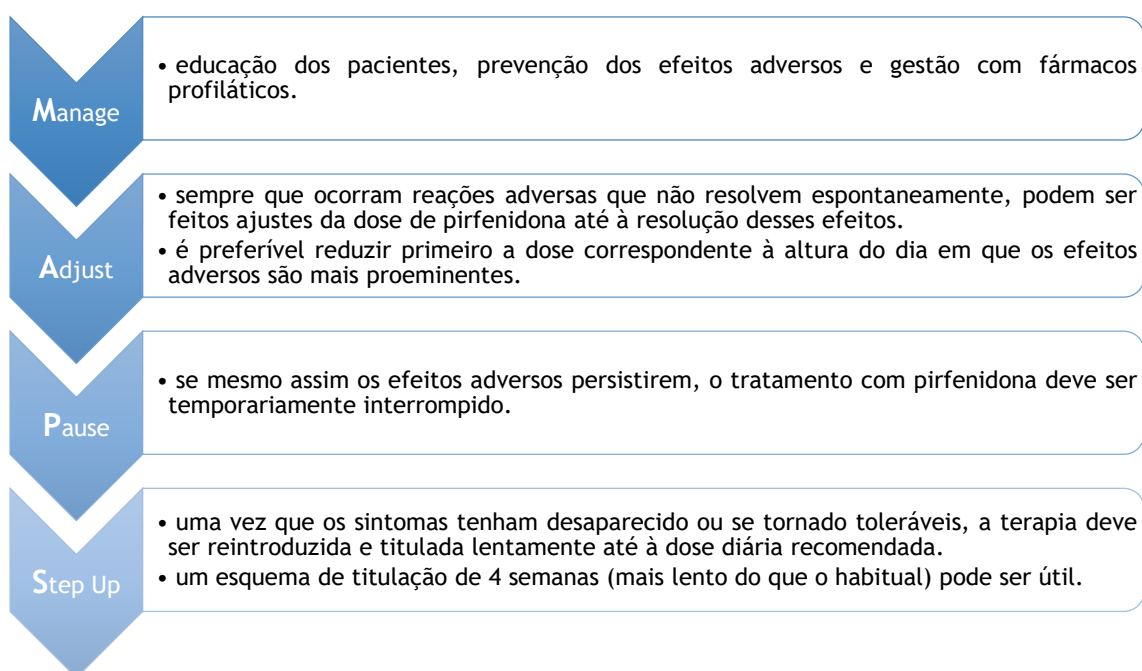 Manage
• educação dos pacientes, prevenção dos efeitos adversos e gestão com fármacos
profiláticos.
Adjust
• sempre que ocorram reações adversas que não resolvem espontaneamente, podem ser
feitos ajustes da dose de pirfenidona até à resolução desses efeitos.
• é preferível reduzir primeiro a dose correspondente à altura do dia em que os efeitos
adversos são mais proeminentes.
Pause
• se mesmo assim os efeitos adversos persistirem, o tratamento com pirfenidona deve ser
temporariamente interrompido.
Step Up
• uma vez que os sintomas tenham desaparecido ou se tornado toleráveis, a terapia deve
ser reintroduzida e titulada lentamente até à dose diária recomendada.
• um esquema de titulação de 4 semanas (mais lento do que o habitual) pode ser útil.